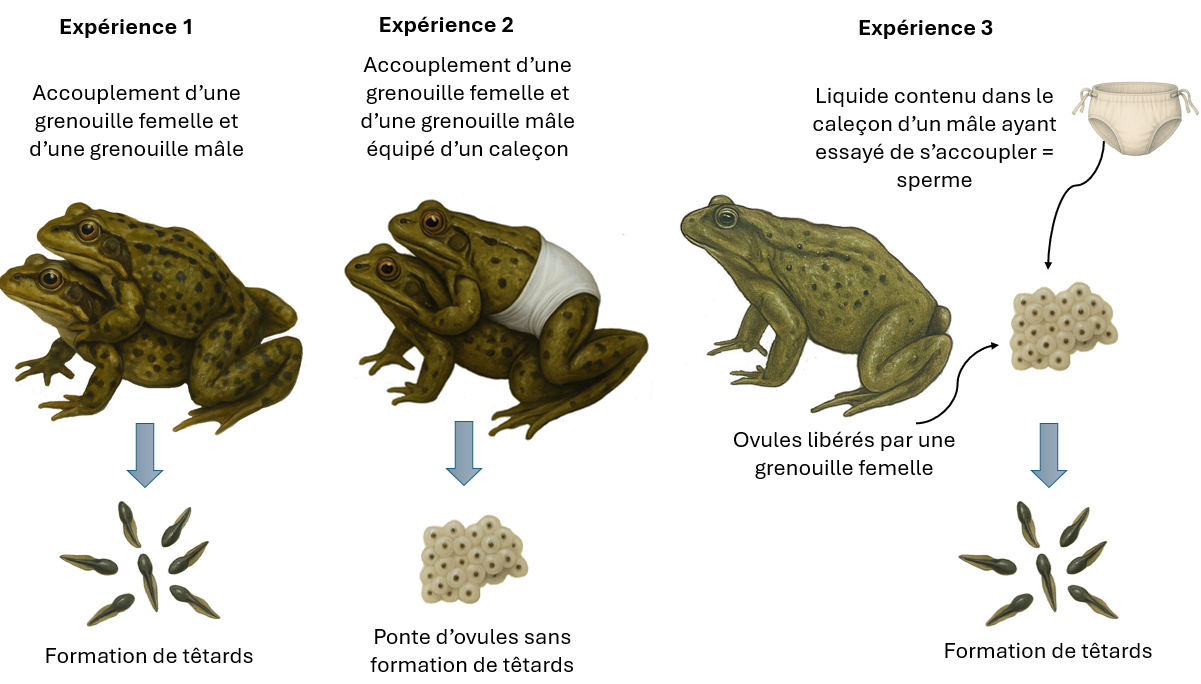 Expérience 1
Accouplement d’une
grenouille femelle et
d’une grenouille mâle
Formation de têtards
Expérience 2
Accouplement d’une
grenouille femelle et
d’une grenouille mâle
équipé d’un caleçon
Ponte d’ovules sans
formation de têtards
Expérience 3
Liquide contenu dans le
caleçon d’un mâle ayant
essayé de s’accoupler =
sperme
Ovules libérés par une
grenouille femelle
Formation de têtards